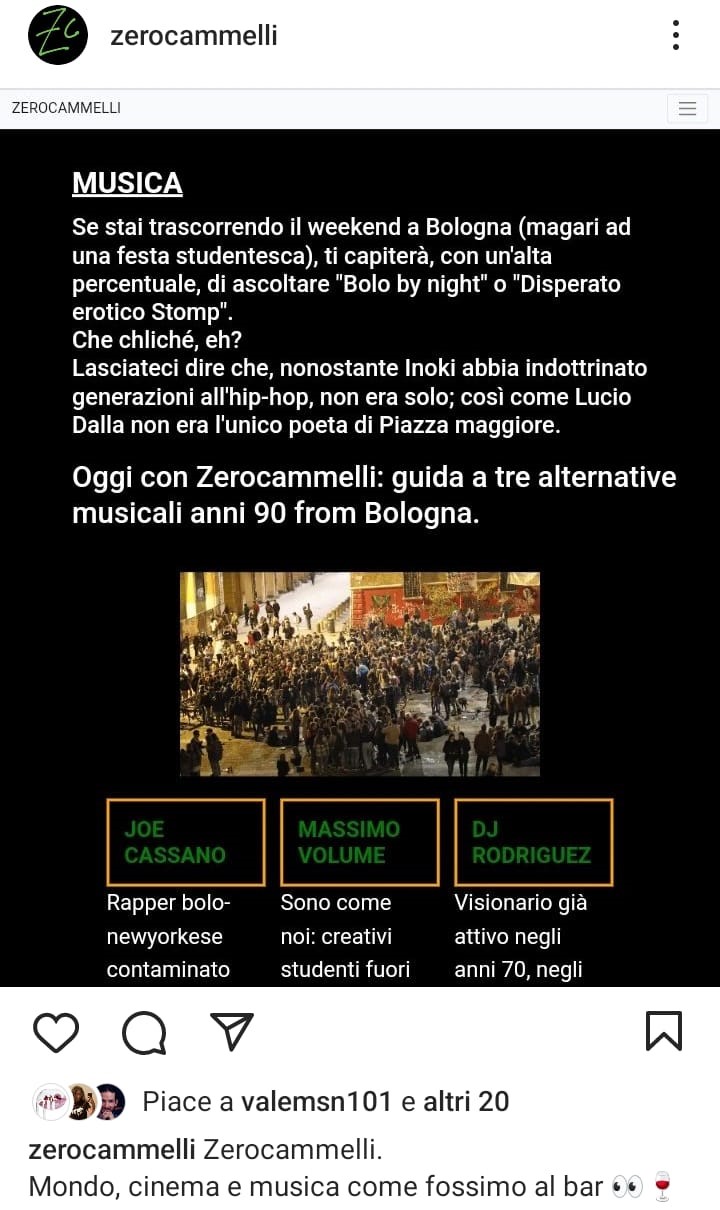 Zc
zerocammelli
ZEROCAMMELLI
MUSICA
Se stai trascorrendo il weekend a Bologna (magari ad
una festa studentesca), ti capiterà, con un'alta
percentuale, di ascoltare "Bolo by night" o "Disperato
erotico Stomp".
Che chliché, eh?
Lasciateci dire che, nonostante Inoki abbia indottrinato
generazioni all'hip-hop, non era solo; così come Lucio
Dalla non era l'unico poeta di Piazza maggiore.
Oggi con Zerocammelli: guida a tre alternative
musicali anni 90 from Bologna.
JOE
CASSANO
Rapper bolo-
newyorkese
contaminato
MASSIMO
VOLUME
Sono come
noi: creativi
studenti fuori
DJ
RODRIGUEZ
Visionario già
attivo negli
anni 70, negli
Piace a valemsn101 e altri 20
zerocammelli Zerocammelli.
Mondo, cinema e musica come fossimo al bar 👀🍷